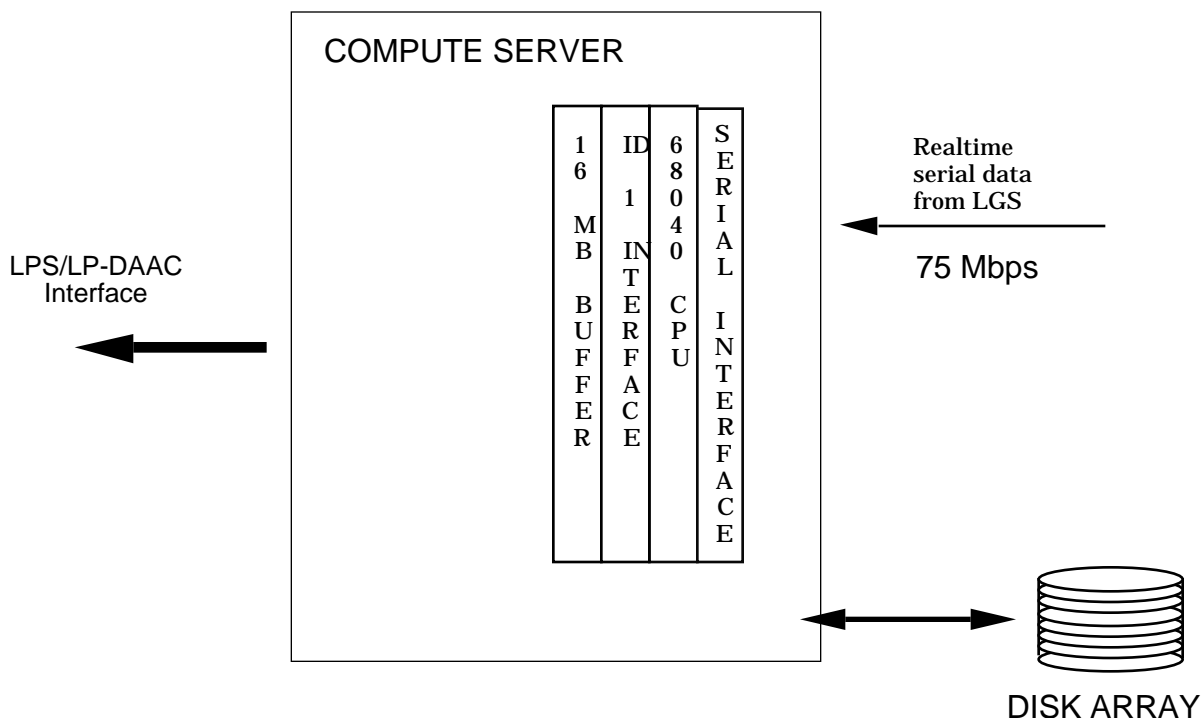 COMPUTE SERVER
16 MB BUFFER
ID 1 INTERFACE
68040 CPU
SERIAL INTERFACE
Realtime
serial data
from LGS
75 Mbps
LPS/LP-DAAC
Interface
DISK ARRAY